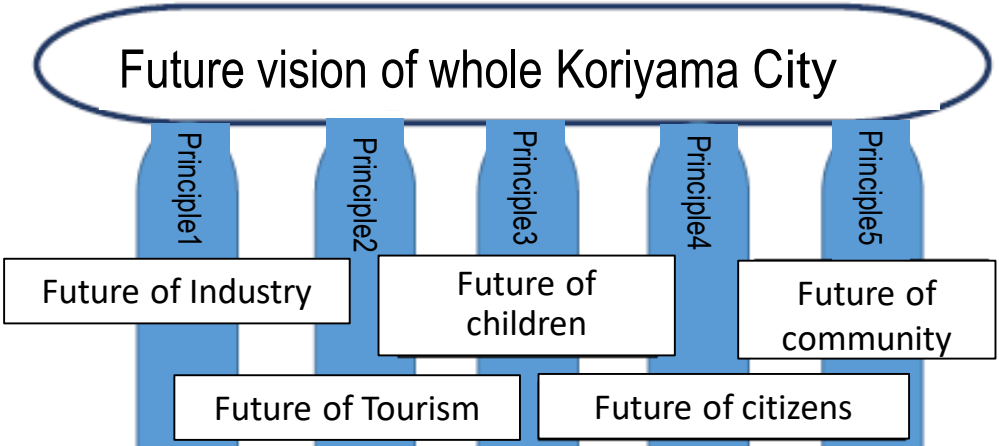 Future vision of whole Koriyama City
Principle1
Principle2
Principle3
Principle4
Principle5
Future of Industry
Future of
children
Future of
community
Future of Tourism
Future of citizens